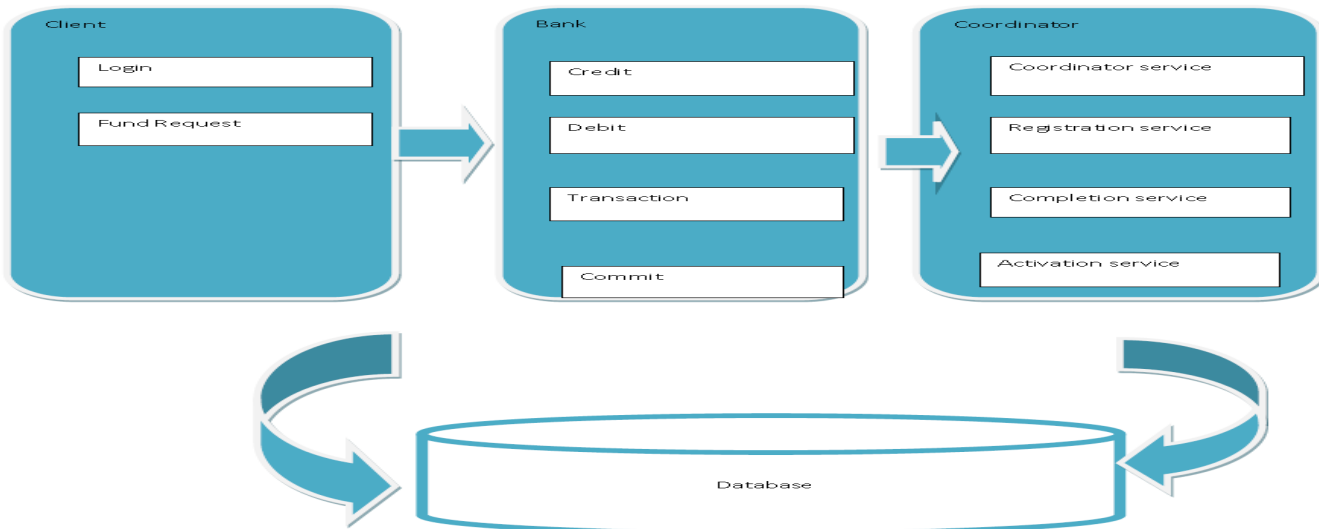 Client
Login
Fund Request
Bank
Credit
Debit
Transaction
Commit
Coordinator
Coordinator service
Registration service
Completion service
Activation service
Database